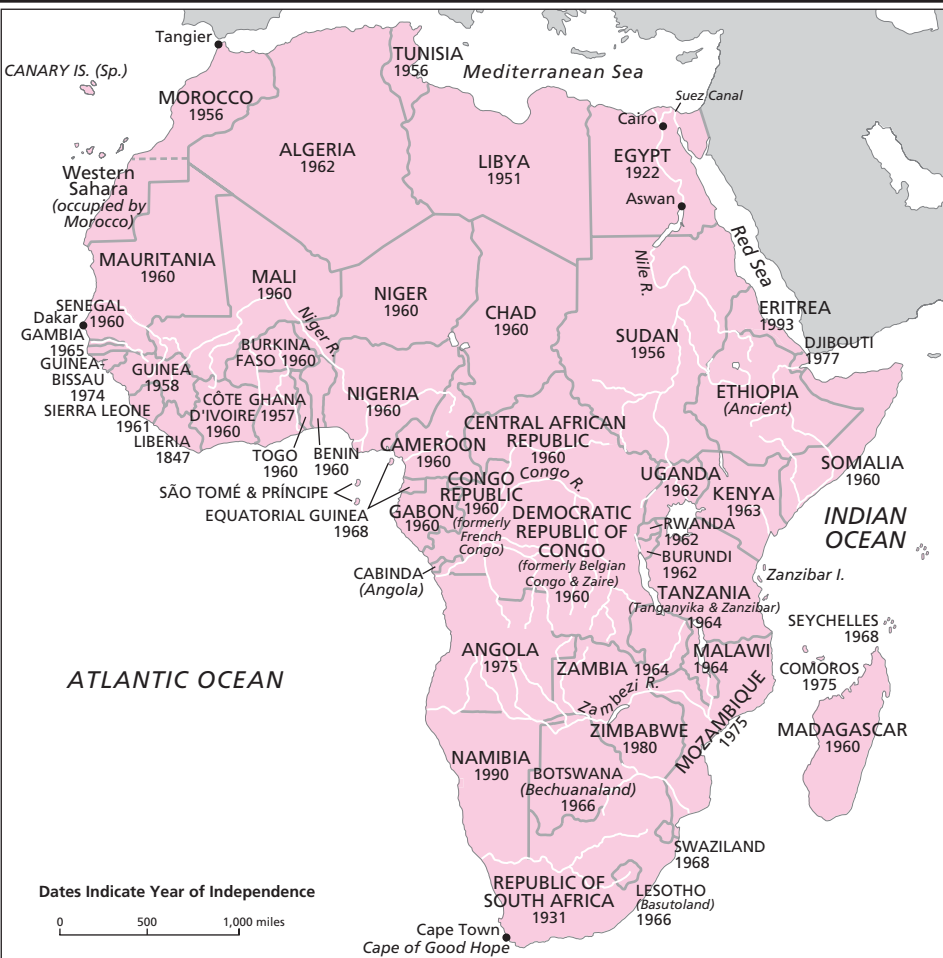 Tangier
CANARY IS. (Sp.)
TUNISIA
1956
Mediterranean Sea
Suez Canal
MOROCCO
1956
Cairo
ALGERIA
1962
LIBYA
1951
EGYPT
1922
Western
Sahara
(occupied by
Morocco)
Aswan
Red Sea
Nile R.
MAURITANIA
1960
MALI
1960
NIGER
1960
CHAD
1960
SUDAN
1956
ERITREA
1993
SENEGAL
1960
Dakar
GAMBIA
1965
Niger R.
DJIBOUTI
1977
GUINEA-
BISSAU
1974
GUINEA
1958
BURKINA
FASO 1960
NIGERIA
1960
ETHIOPIA
(Ancient)
SIERRA LEONE
1961
CÔTE
D'IVOIRE
1960
GHANA
1957
LIBERIA
1847
TOGO
1960
BENIN
1960
CAMEROON
1960
CENTRAL AFRICAN
REPUBLIC
1960
SOMALIA
1960
SÃO TOMÉ & PRÍNCIPE
EQUATORIAL GUINEA
1968
GABON
1960
CONGO
REPUBLIC
1960
(formerly
French
Congo)
Congo R.
DEMOCRATIC
REPUBLIC OF
CONGO
(formerly Belgian
Congo & Zaire)
1960
UGANDA
1962
KENYA
1963
RWANDA
1962
BURUNDI
1962
INDIAN
OCEAN
CABINDA
(Angola)
Zanzibar I.
TANZANIA
(Tanganyika & Zanzibar)
1964
SEYCHELLES
1968
ATLANTIC OCEAN
ANGOLA
1975
ZAMBIA 1964
MALAWI
1964
COMOROS
1975
Zambezi R.
MOZAMBIQUE
1975
ZIMBABWE
1980
MADAGASCAR
1960
NAMIBIA
1990
BOTSWANA
(Bechuanaland)
1966
SWAZILAND
1968
REPUBLIC OF
SOUTH AFRICA
1931
LESOTHO
(Basutoland)
1966
Cape Town
Cape of Good Hope
Dates Indicate Year of Independence
0 500 1,000 miles